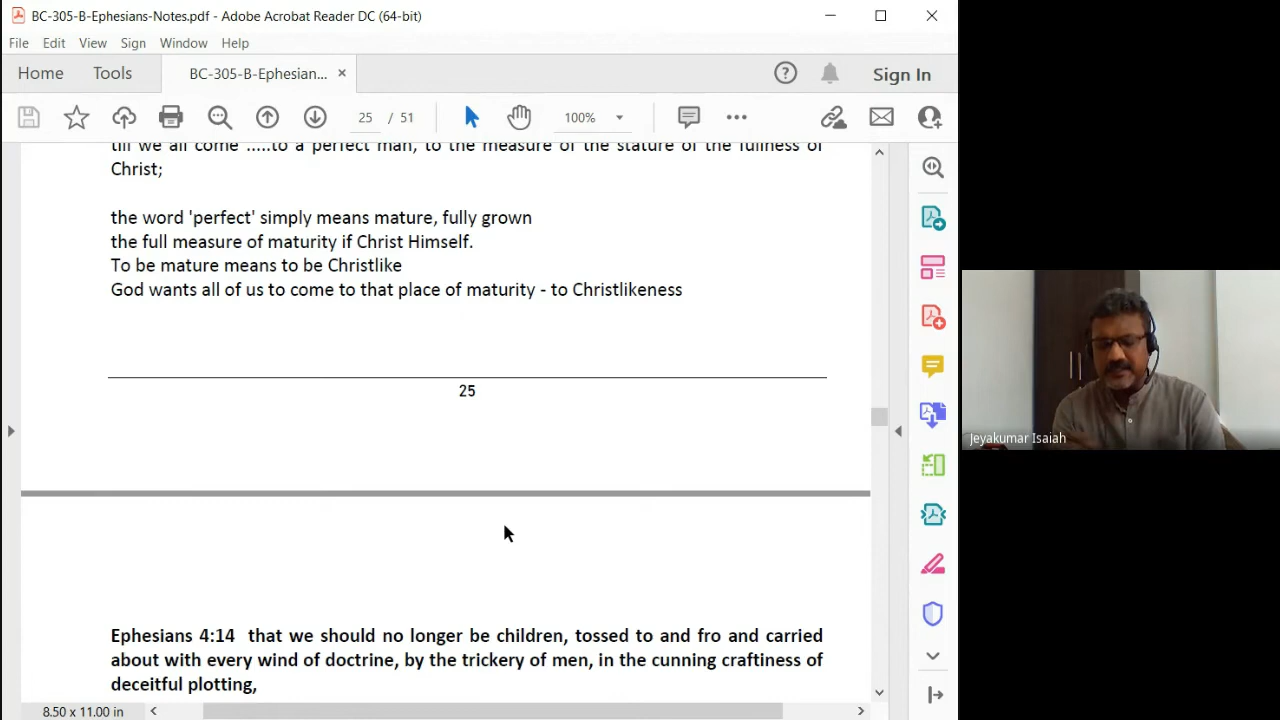 BC-305-B-Ephesians-Notes.pdf - Adobe Acrobat Reader DC (64-bit)
File Edit View Sign Window Help
Home Tools BC-305-B-Ephesian... × Sign In
25 / 51 100%
till we all come .....to a perfect man, to the measure of the stature of the fullness of
Christ;
the word 'perfect' simply means mature, fully grown
the full measure of maturity if Christ Himself.
To be mature means to be Christlike
God wants all of us to come to that place of maturity - to Christlikeness
25
Jeyakumar Isaiah
Ephesians 4:14 that we should no longer be children, tossed to and fro and carried
about with every wind of doctrine, by the trickery of men, in the cunning craftiness of
deceitful plotting,
8.50 x 11.00 in